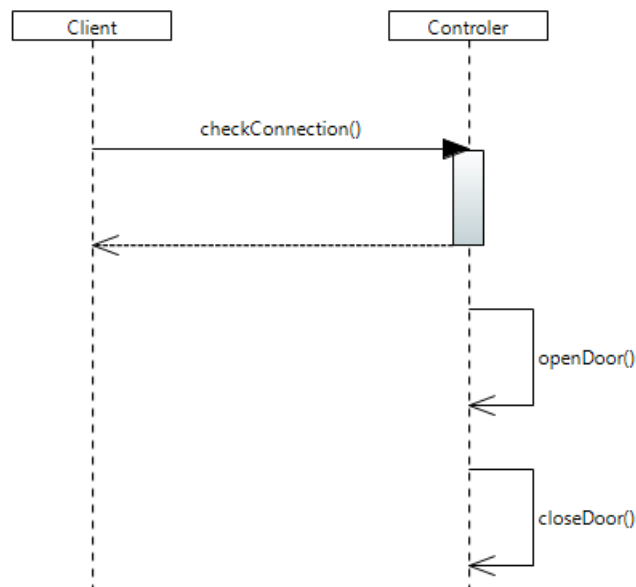 Client
Controler
checkConnection()
openDoor()
closeDoor()